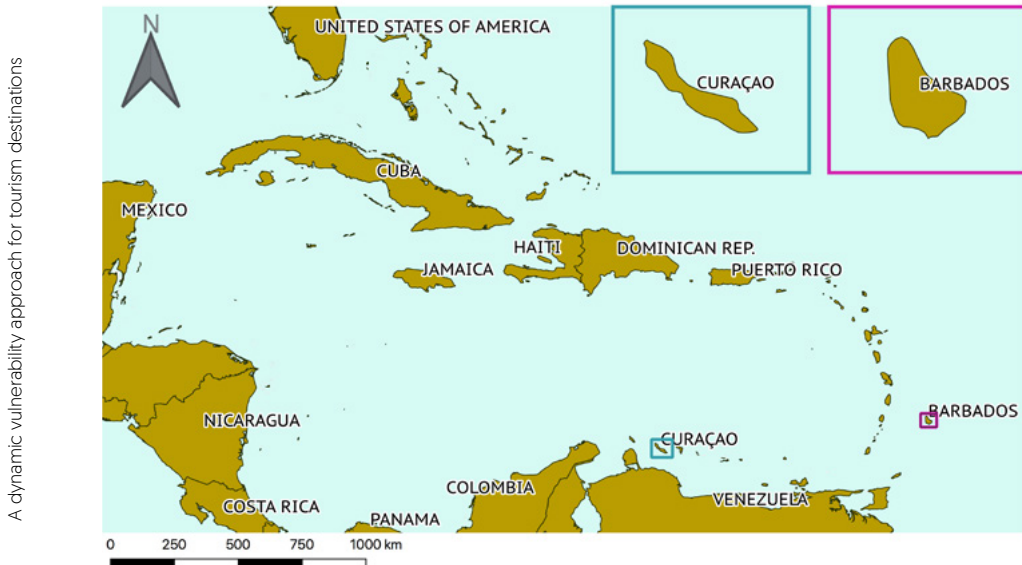 A dynamic vulnerability approach for tourism destinations
N
UNITED STATES OF AMERICA
CURAÇAO
BARBADOS
CUBA
MEXICO
HAITI
DOMINICAN REP.
JAMAICA
PUERTO RICO
BARBADOS
NICARAGUA
CURAÇAO
COLOMBIA
VENEZUELA
COSTA RICA
PANAMA
0 250 500 750 1000 km